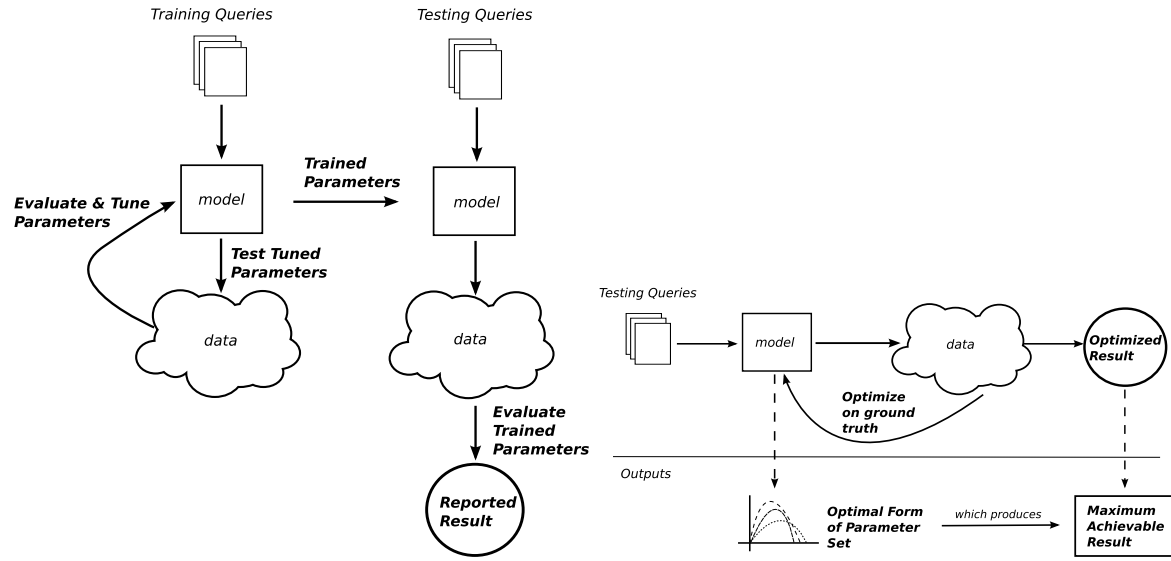 Training Queries
Testing Queries
model
Trained
Parameters
model
Evaluate & Tune
Parameters
Test Tuned
Parameters
data
data
Evaluate
Trained
Parameters
Reported
Result
Testing Queries
model
data
Optimized
Result
Optimize
on ground
truth
Outputs
Optimal Form
of Parameter
Set
which produces
Maximum
Achievable
Result